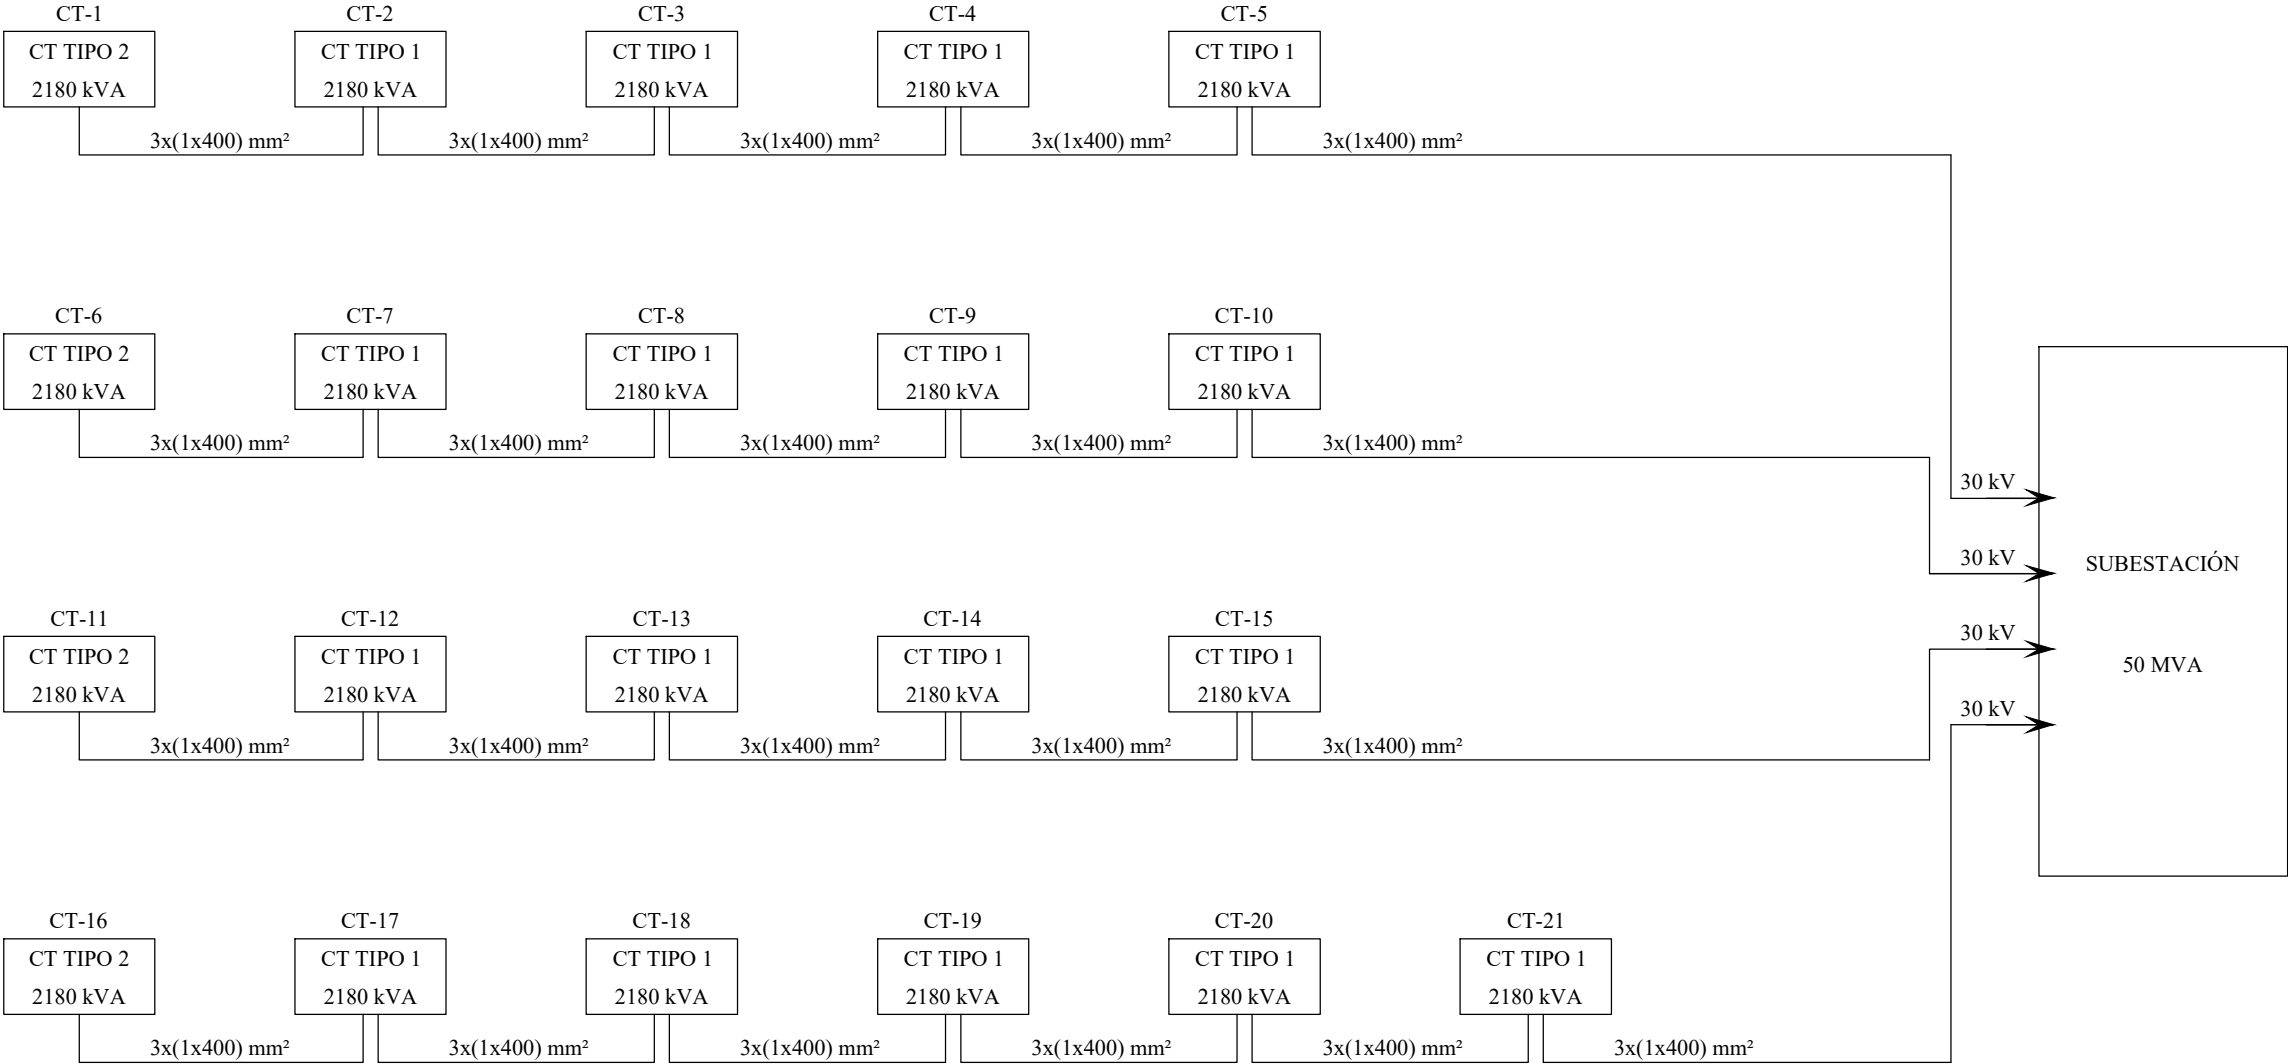 CT-1 CT-2 CT-3 CT-4 CT-5
CT TIPO 2 CT TIPO 1 CT TIPO 1 CT TIPO 1 CT TIPO 1
2180 kVA 2180 kVA 2180 kVA 2180 kVA 2180 kVA
3x(1x400) mm² 3x(1x400) mm² 3x(1x400) mm² 3x(1x400) mm² 3x(1x400) mm²
CT-6 CT-7 CT-8 CT-9 CT-10
CT TIPO 2 CT TIPO 1 CT TIPO 1 CT TIPO 1 CT TIPO 1
2180 kVA 2180 kVA 2180 kVA 2180 kVA 2180 kVA
3x(1x400) mm² 3x(1x400) mm² 3x(1x400) mm² 3x(1x400) mm² 3x(1x400) mm²
30 kV
30 kV
SUBESTACIÓN
CT-11 CT-12 CT-13 CT-14 CT-15
30 kV
CT TIPO 2 CT TIPO 1 CT TIPO 1 CT TIPO 1 CT TIPO 1
50 MVA
2180 kVA 2180 kVA 2180 kVA 2180 kVA 2180 kVA
30 kV
3x(1x400) mm² 3x(1x400) mm² 3x(1x400) mm² 3x(1x400) mm² 3x(1x400) mm²
CT-16 CT-17 CT-18 CT-19 CT-20 CT-21
CT TIPO 2 CT TIPO 1 CT TIPO 1 CT TIPO 1 CT TIPO 1 CT TIPO 1
2180 kVA 2180 kVA 2180 kVA 2180 kVA 2180 kVA 2180 kVA
3x(1x400) mm² 3x(1x400) mm² 3x(1x400) mm² 3x(1x400) mm² 3x(1x400) mm² 3x(1x400) mm²